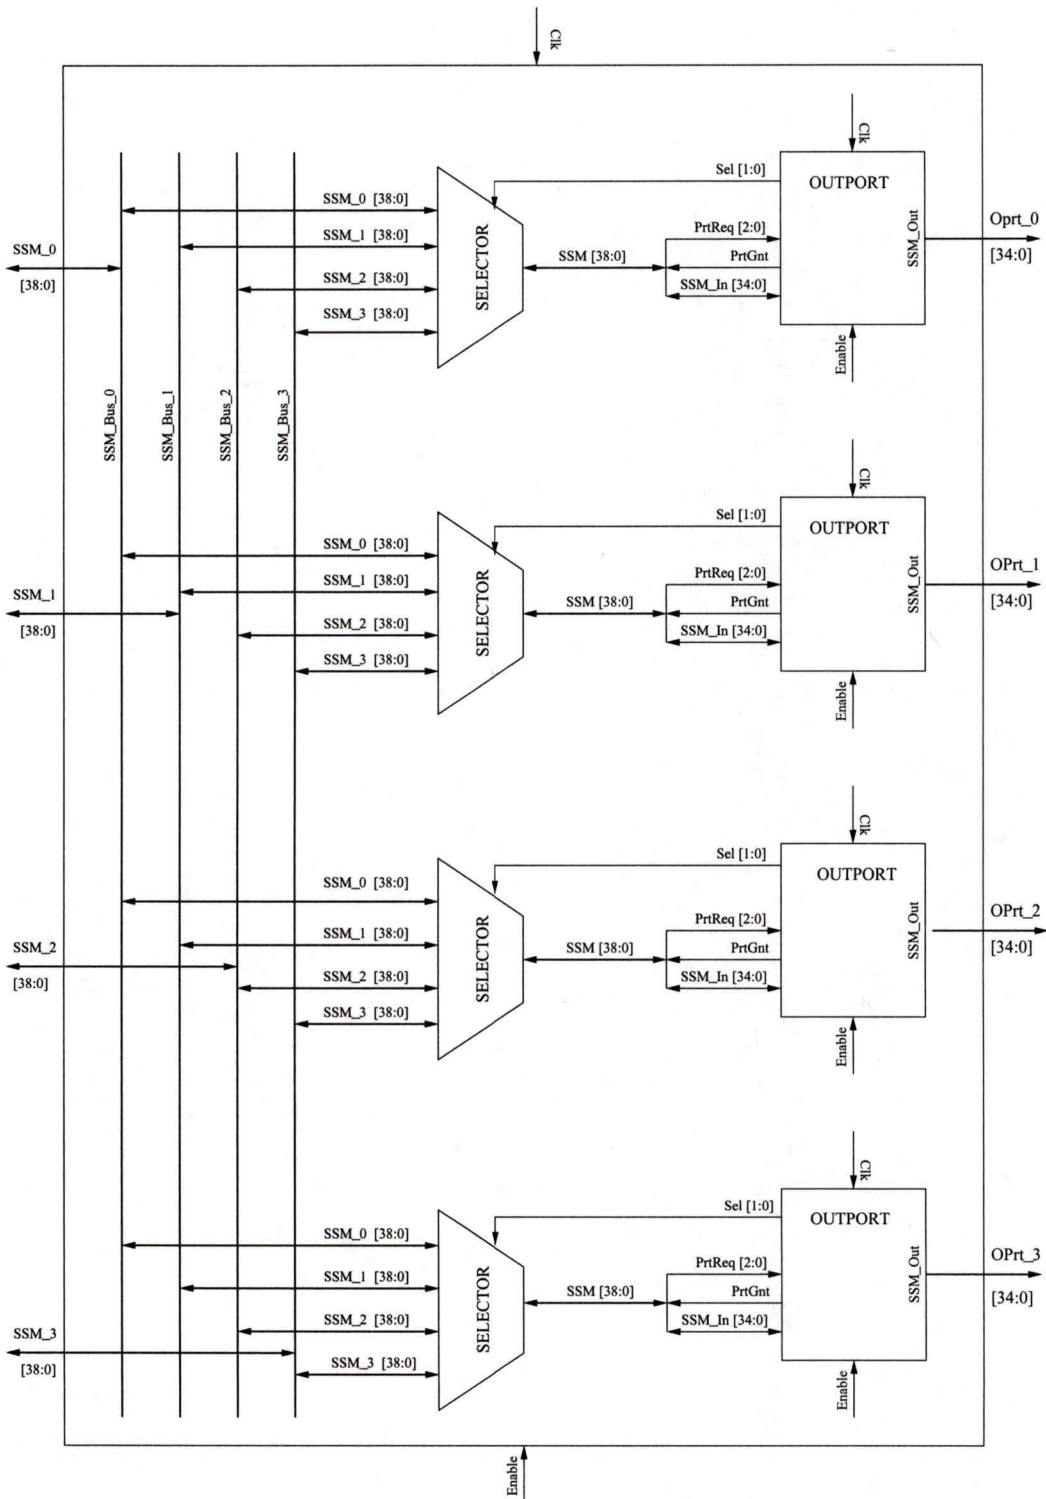 Clk
Clk
Sel [1:0]
OUTPORT
SSM_0 [38:0]
SSM_1 [38:0]
SSM_2 [38:0]
SSM_3 [38:0]
SELECTOR
SSM [38:0]
PrtReq [2:0]
PrtGnt
SSM_In [34:0]
SSM_Out
Oprt_0
[34:0]
SSM_0
[38:0]
Enable
SSM_Bus_0
SSM_Bus_1
SSM_Bus_2
SSM_Bus_3
Clk
Sel [1:0]
OUTPORT
SSM_0 [38:0]
SSM_1 [38:0]
SSM_2 [38:0]
SSM_3 [38:0]
SELECTOR
SSM [38:0]
PrtReq [2:0]
PrtGnt
SSM_In [34:0]
SSM_Out
OPrt_1
[34:0]
SSM_1
[38:0]
Enable
Clk
Sel [1:0]
OUTPORT
SSM_0 [38:0]
SSM_1 [38:0]
SSM_2 [38:0]
SSM_3 [38:0]
SELECTOR
SSM [38:0]
PrtReq [2:0]
PrtGnt
SSM_In [34:0]
SSM_Out
OPrt_2
[34:0]
SSM_2
[38:0]
Enable
Clk
Sel [1:0]
OUTPORT
SSM_0 [38:0]
SSM_1 [38:0]
SSM_2 [38:0]
SSM_3 [38:0]
SELECTOR
SSM [38:0]
PrtReq [2:0]
PrtGnt
SSM_In [34:0]
SSM_Out
OPrt_3
[34:0]
SSM_3
[38:0]
Enable
Enable